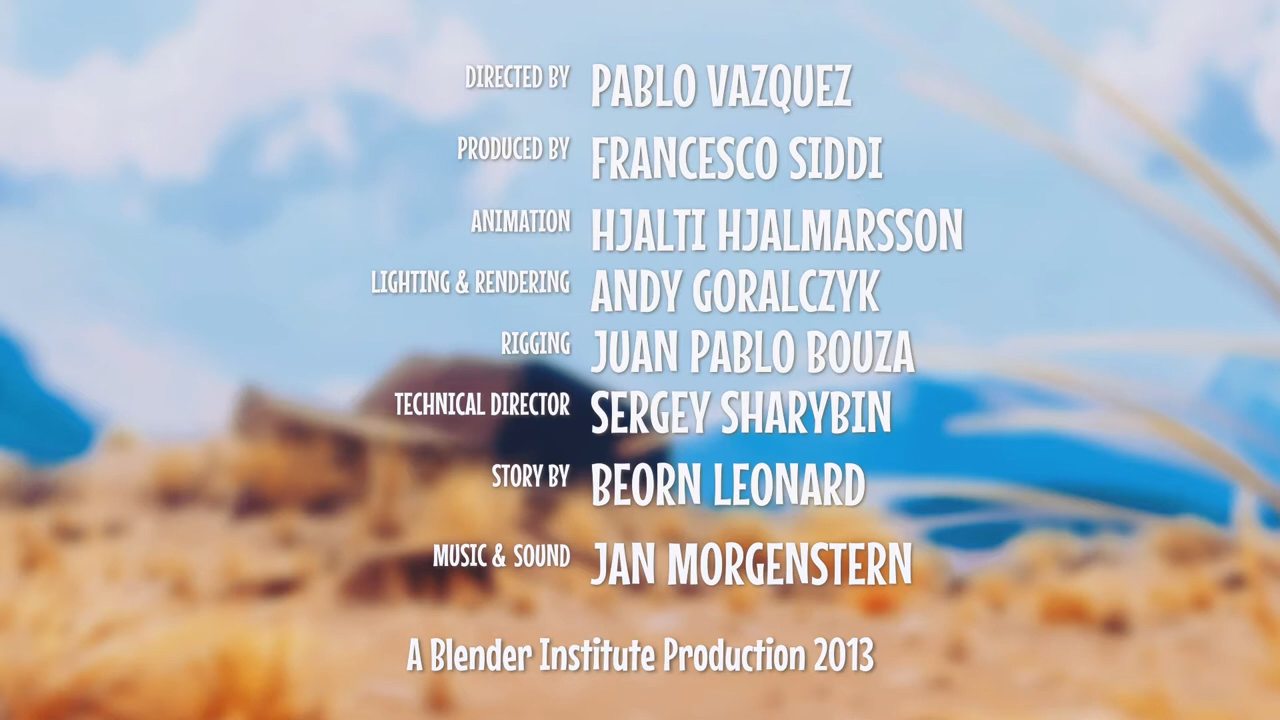 DIRECTED BY PABLO VAZQUEZ
PRODUCED BY FRANCESCO SIDDI
ANIMATION HJALTI HJALMARSSON
LIGHTING & RENDERING ANDY GORALCZYK
RIGGING JUAN PABLO BOUZA
TECHNICAL DIRECTOR SERGEY SHARYBIN
STORY BY BEORN LEONARD
MUSIC & SOUND JAN MORGENSTERN
A Blender Institute Production 2013